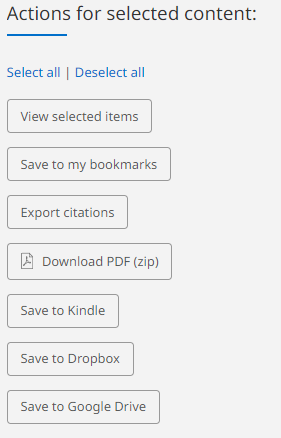 Actions for selected content:
Select all | Deselect all
View selected items
Save to my bookmarks
Export citations
Download PDF (zip)
Save to Kindle
Save to Dropbox
Save to Google Drive